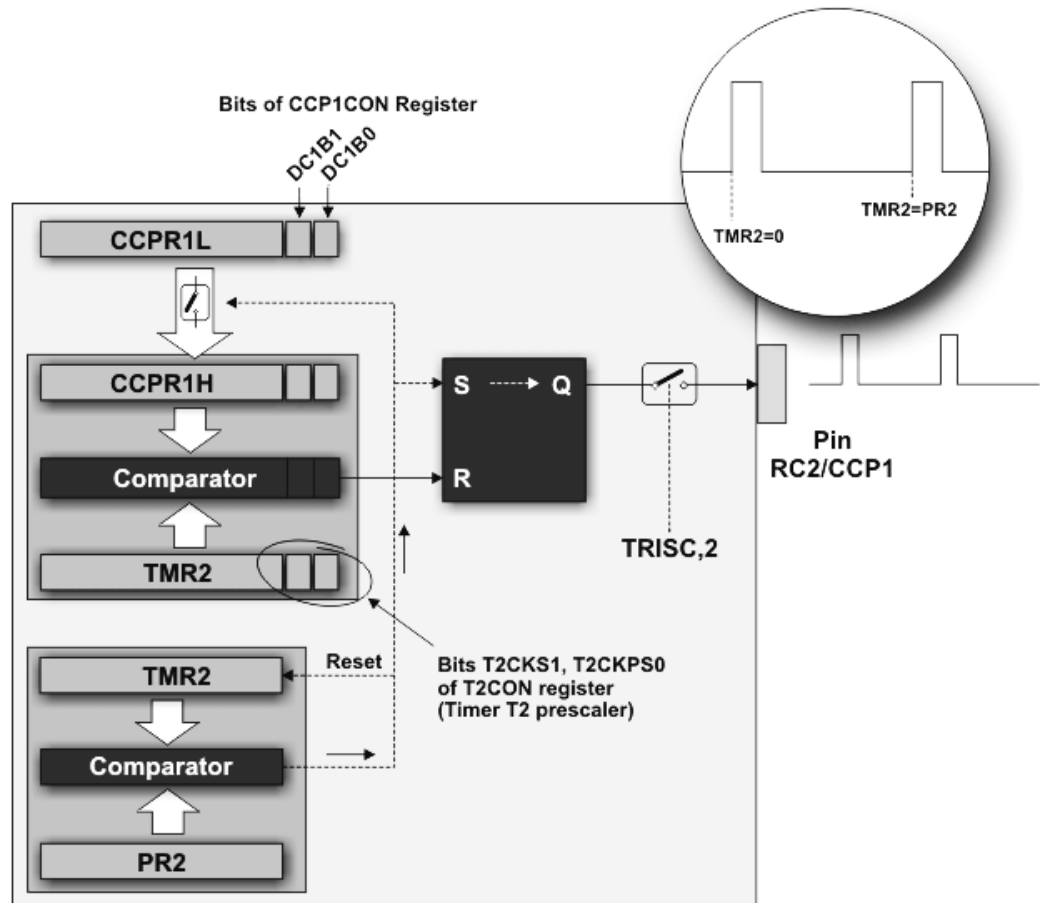 Bits of CCP1CON Register
DC1B1
DC1B0
TMR2=0
TMR2=PR2
CCPR1L
CCPR1H
Comparator
TMR2
S
Q
R
Pin
RC2/CCP1
TRISC,2
Bits T2CKS1, T2CKPS0
of T2CON register
(Timer T2 prescaler)
Reset
TMR2
Comparator
PR2